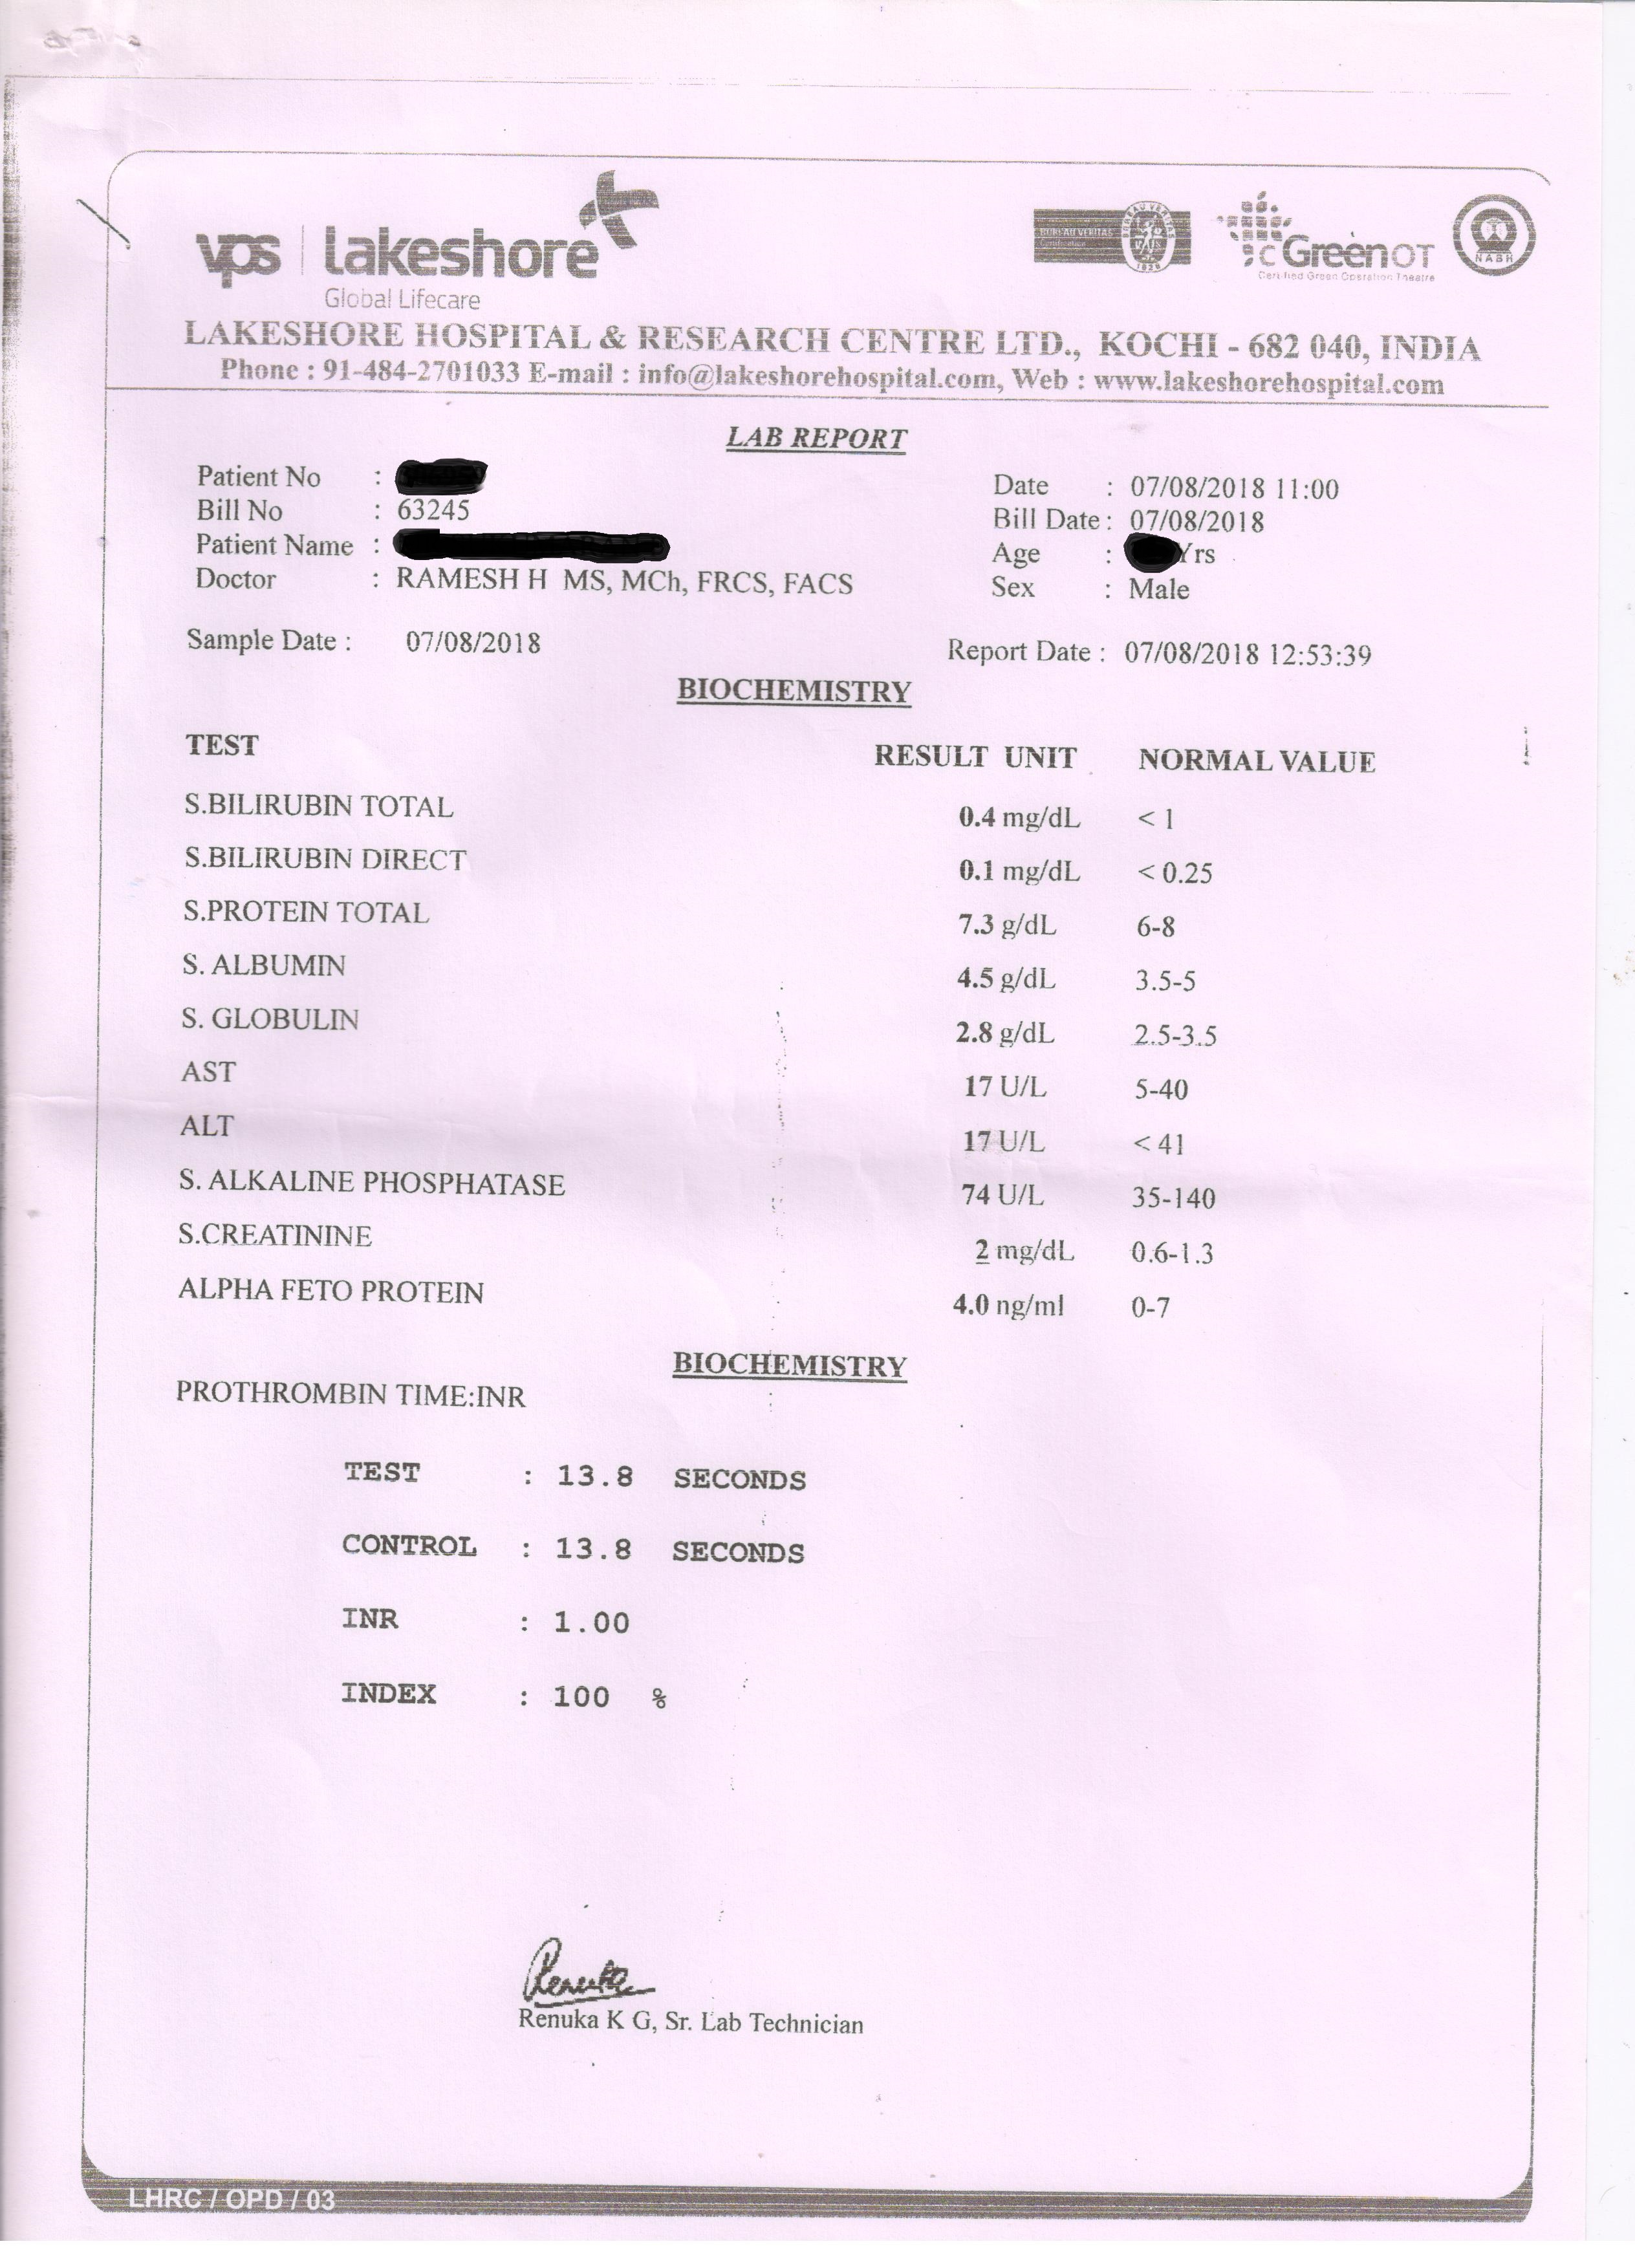 vps lakeshore
Global Lifecare
BUREAU VERITAS
Certification
BUREAU VERITAS
1828
GreenOT
Certified Green Operation Theatre
NABH
LAKESHORE HOSPITAL & RESEARCH CENTRE LTD., KOCHI - 682 040, INDIA
Phone : 91-484-2701033 E-mail : info@lakeshorehospital.com, Web : www.lakeshorehospital.com
LAB REPORT
Patient No :
Date : 07/08/2018 11:00
Bill No : 63245
Bill Date : 07/08/2018
Patient Name :
Age : Yrs
Doctor : RAMESH H MS, MCh, FRCS, FACS
Sex : Male
Sample Date : 07/08/2018
Report Date : 07/08/2018 12:53:39
BIOCHEMISTRY
TEST RESULT UNIT NORMAL VALUE
S.BILIRUBIN TOTAL 0.4 mg/dL < 1
S.BILIRUBIN DIRECT 0.1 mg/dL < 0.25
S.PROTEIN TOTAL 7.3 g/dL 6-8
S. ALBUMIN 4.5 g/dL 3.5-5
S. GLOBULIN 2.8 g/dL 2.5-3.5
AST 17 U/L 5-40
ALT 17 U/L < 41
S. ALKALINE PHOSPHATASE 74 U/L 35-140
S.CREATININE 2 mg/dL 0.6-1.3
ALPHA FETO PROTEIN 4.0 ng/ml 0-7
BIOCHEMISTRY
PROTHROMBIN TIME:INR
TEST : 13.8 SECONDS
CONTROL : 13.8 SECONDS
INR : 1.00
INDEX : 100 %
Renuka
Renuka K G, Sr. Lab Technician
LHRC / OPD / 03